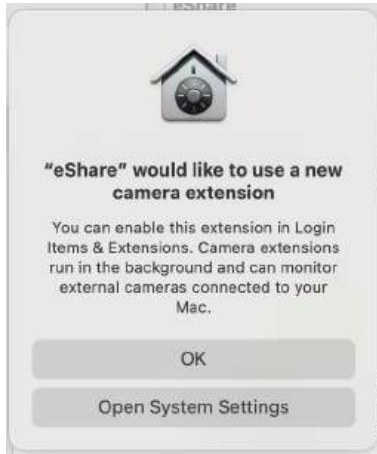 eShare
“eShare” would like to use a new
camera extension
You can enable this extension in Login
Items & Extensions. Camera extensions
run in the background and can monitor
external cameras connected to your
Mac.
OK
Open System Settings